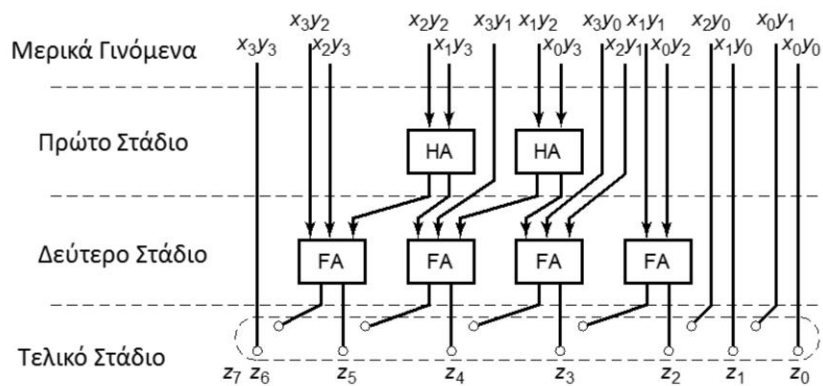 x₃y₂ x₂y₂ x₃y₁ x₁y₂ x₃y₀ x₁y₁ x₂y₀ x₀y₁
Μερικά Γινόμενα x₃y₃ x₂y₃ x₁y₃ x₀y₃ x₂y₁ x₀y₂ x₁y₀ x₀y₀
Πρώτο Στάδιο HA HA
Δεύτερο Στάδιο FA FA FA FA
Τελικό Στάδιο
z₇ z₆ z₅ z₄ z₃ z₂ z₁ z₀